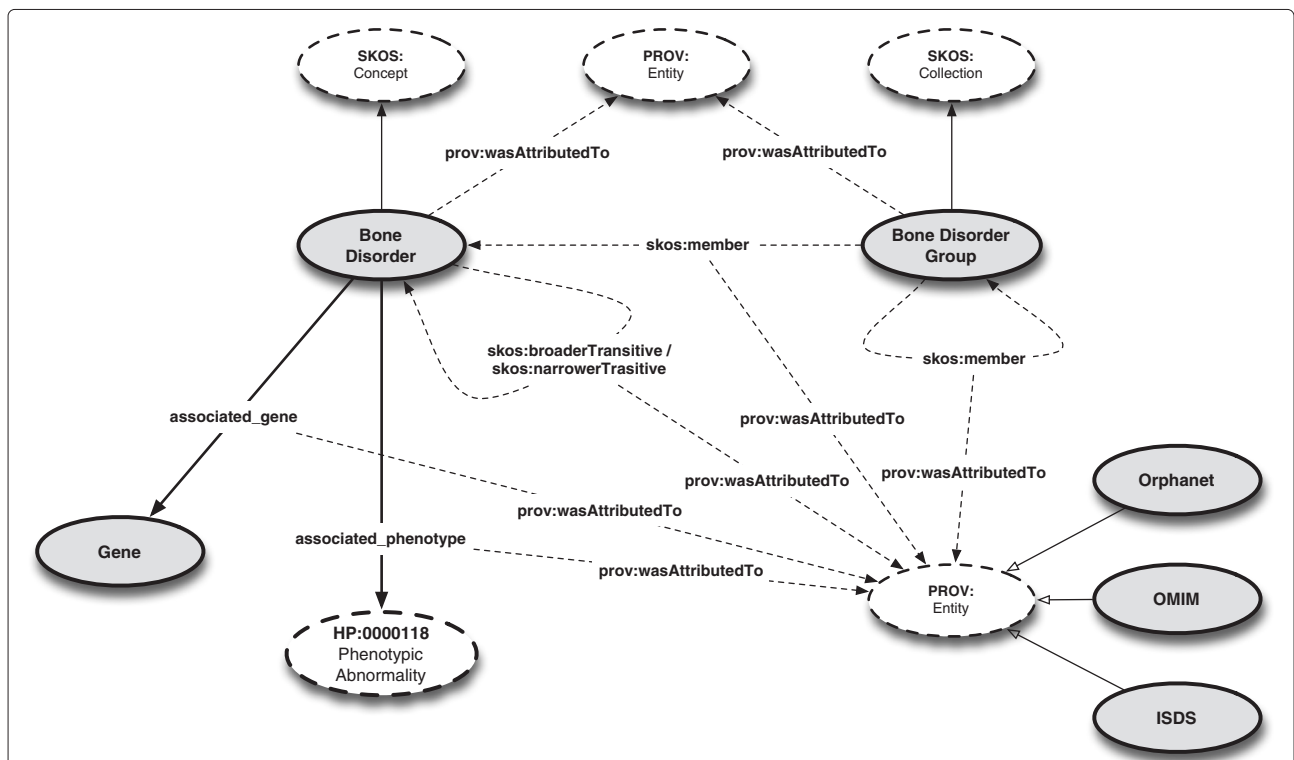 SKOS:
Concept
PROV:
Entity
SKOS:
Collection
prov:wasAttributedTo
prov:wasAttributedTo
Bone
Disorder
skos:member
Bone Disorder
Group
skos:broaderTransitive /
skos:narrowerTrasitive
skos:member
associated_gene
prov:wasAttributedTo
prov:wasAttributedTo
prov:wasAttributedTo
Orphanet
prov:wasAttributedTo
Gene
associated_phenotype
prov:wasAttributedTo
PROV:
Entity
OMIM
HP:0000118
Phenotypic
Abnormality
ISDS